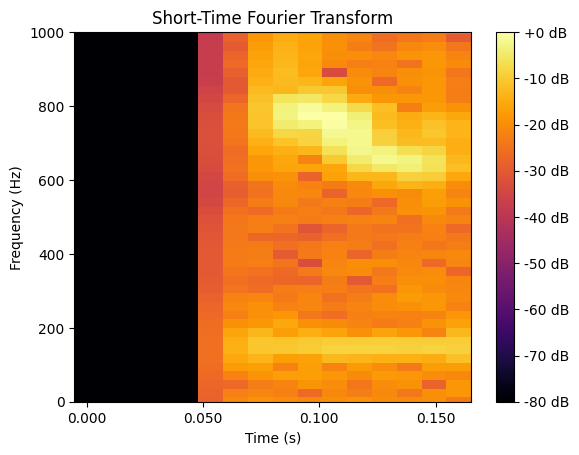 Short-Time Fourier Transform
1000
800
600
400
200
0
Frequency (Hz)
0.000
0.050
0.100
0.150
Time (s)
+0 dB
-10 dB
-20 dB
-30 dB
-40 dB
-50 dB
-60 dB
-70 dB
-80 dB